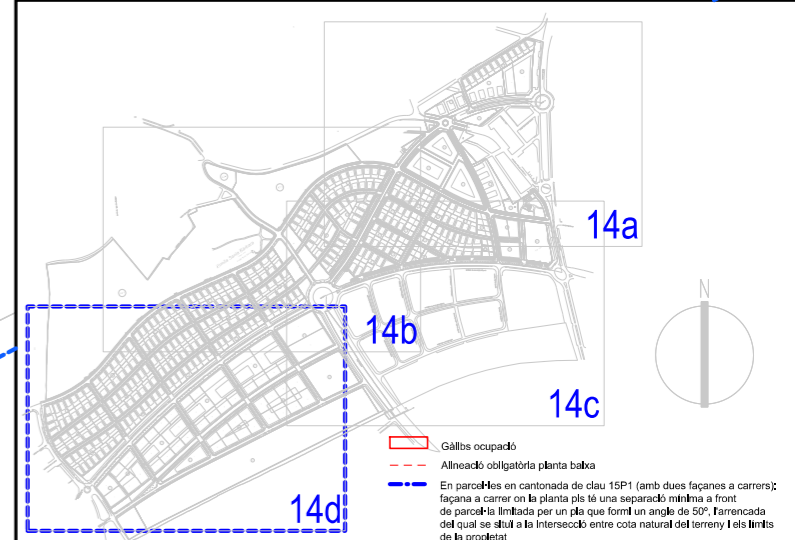 14a
N
14b
14c
14d
Gàlibs ocupació
Alineació obligatòria planta baixa
En parcel·les en cantonada de clau 15P1 (amb dues façanes a carrers):
façana a carrer on la planta pis té una separació mínima a front
de parcel·la limitada per un pla que formi un angle de 50º, l'arrencada
del qual se situï a la intersecció entre cota natural del terreny i els límits
de la propietat